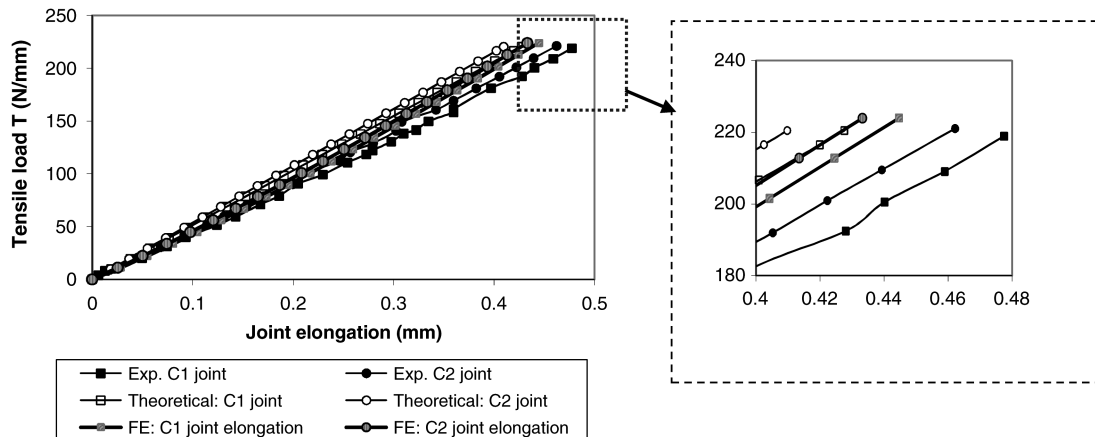 Tensile load T (N/mm)
250
200
150
100
50
0
0
0.1
0.2
0.3
0.4
0.5
Joint elongation (mm)
240
220
200
180
0.4
0.42
0.44
0.46
0.48
Exp. C1 joint
Exp. C2 joint
Theoretical: C1 joint
Theoretical: C2 joint
FE: C1 joint elongation
FE: C2 joint elongation